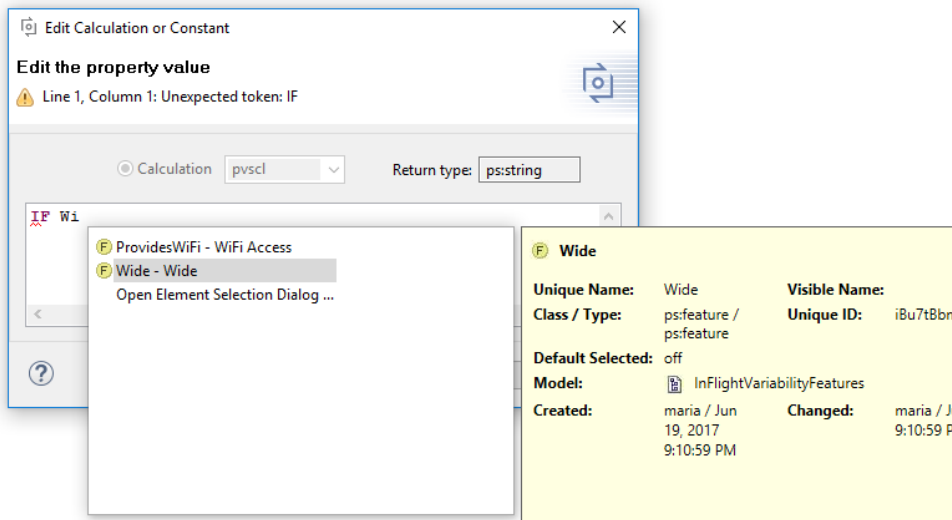 Edit Calculation or Constant
Edit the property value
Line 1, Column 1: Unexpected token: IF
Calculation pvscl Return type: ps:string
IF Wi
F ProvidesWiFi - WiFi Access
F Wide - Wide
Open Element Selection Dialog ...
?
F Wide
Unique Name: Wide Visible Name:
Class / Type: ps:feature / Unique ID:
ps:feature
Default Selected: off
Model: InFlightVariabilityFeatures
Created: maria / Jun Changed: maria /
19, 2017 9:10:59
9:10:59 PM